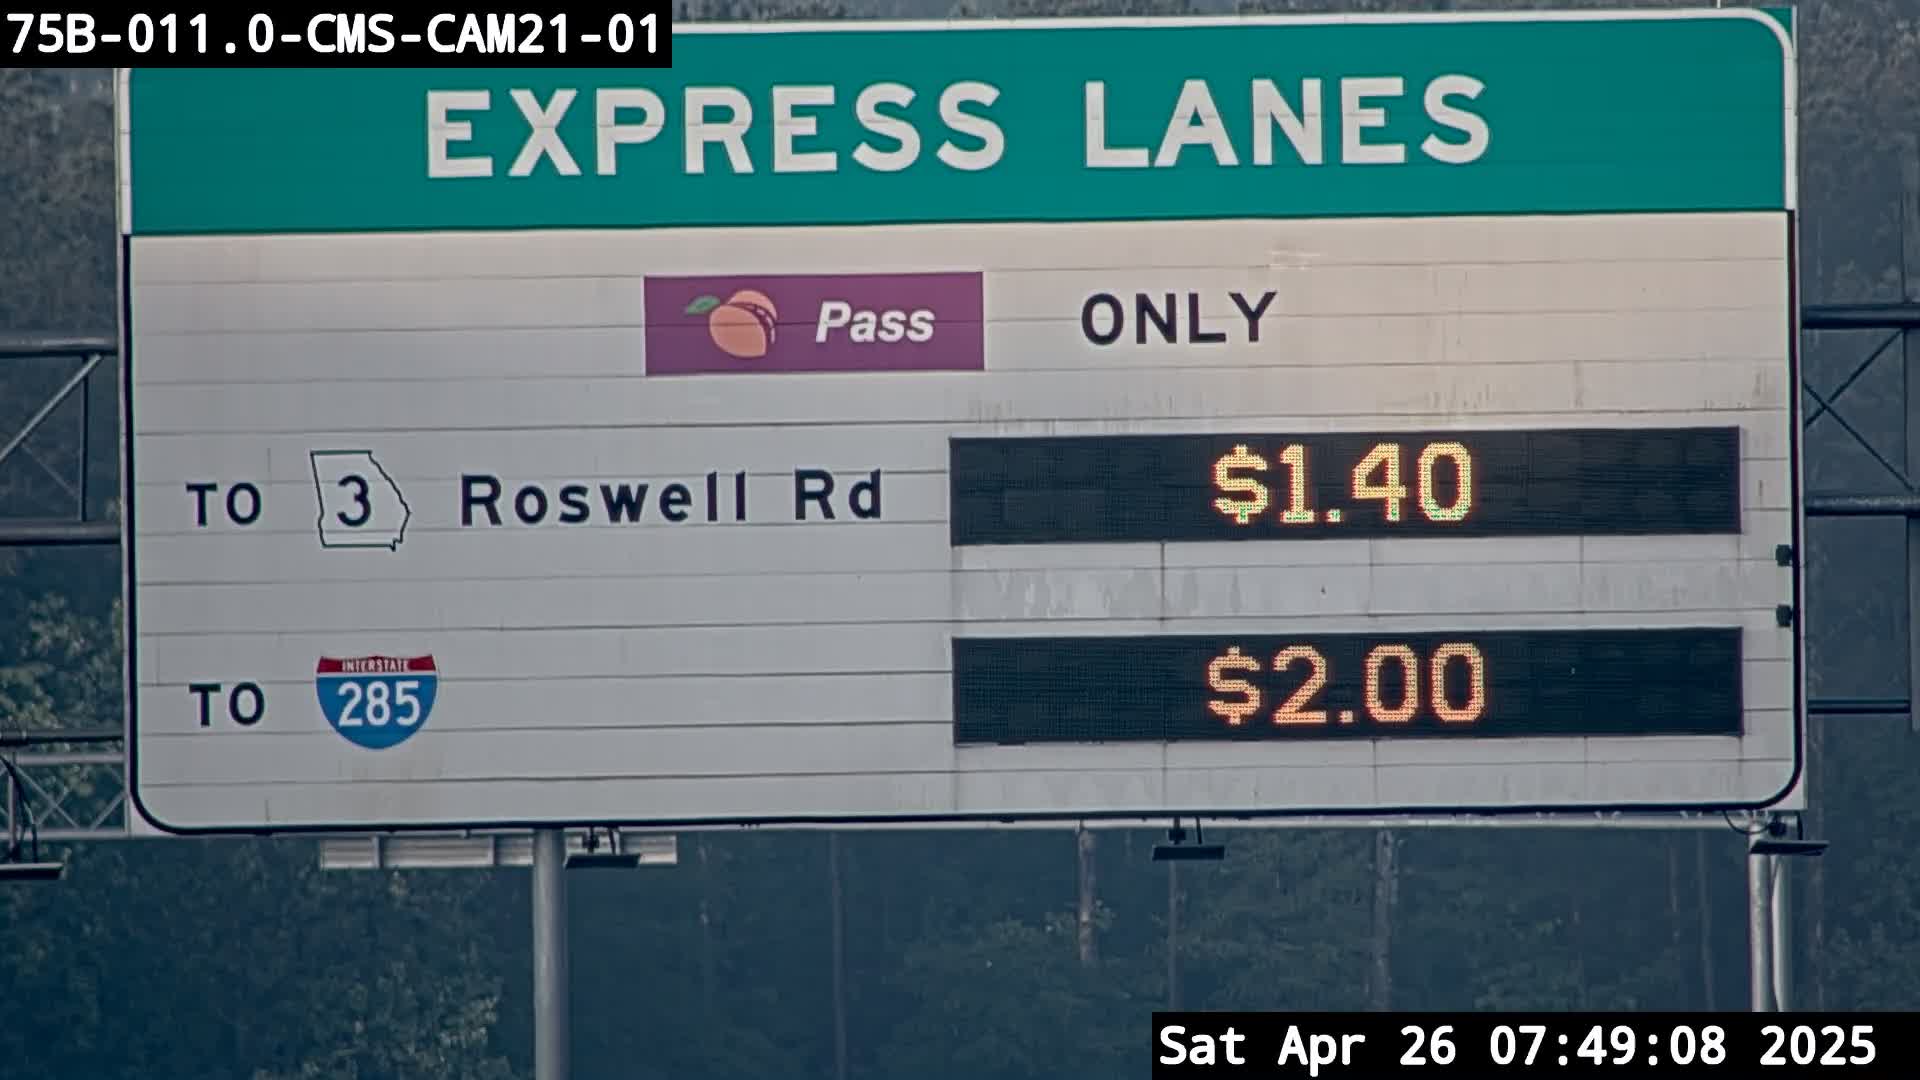 75B-011.0-CMS-CAM21-01
EXPRESS LANES
Pass ONLY
TO 3 Roswell Rd $1.40
INTERSTATE
TO 285 $2.00
Sat Apr 26 07:49:08 2025